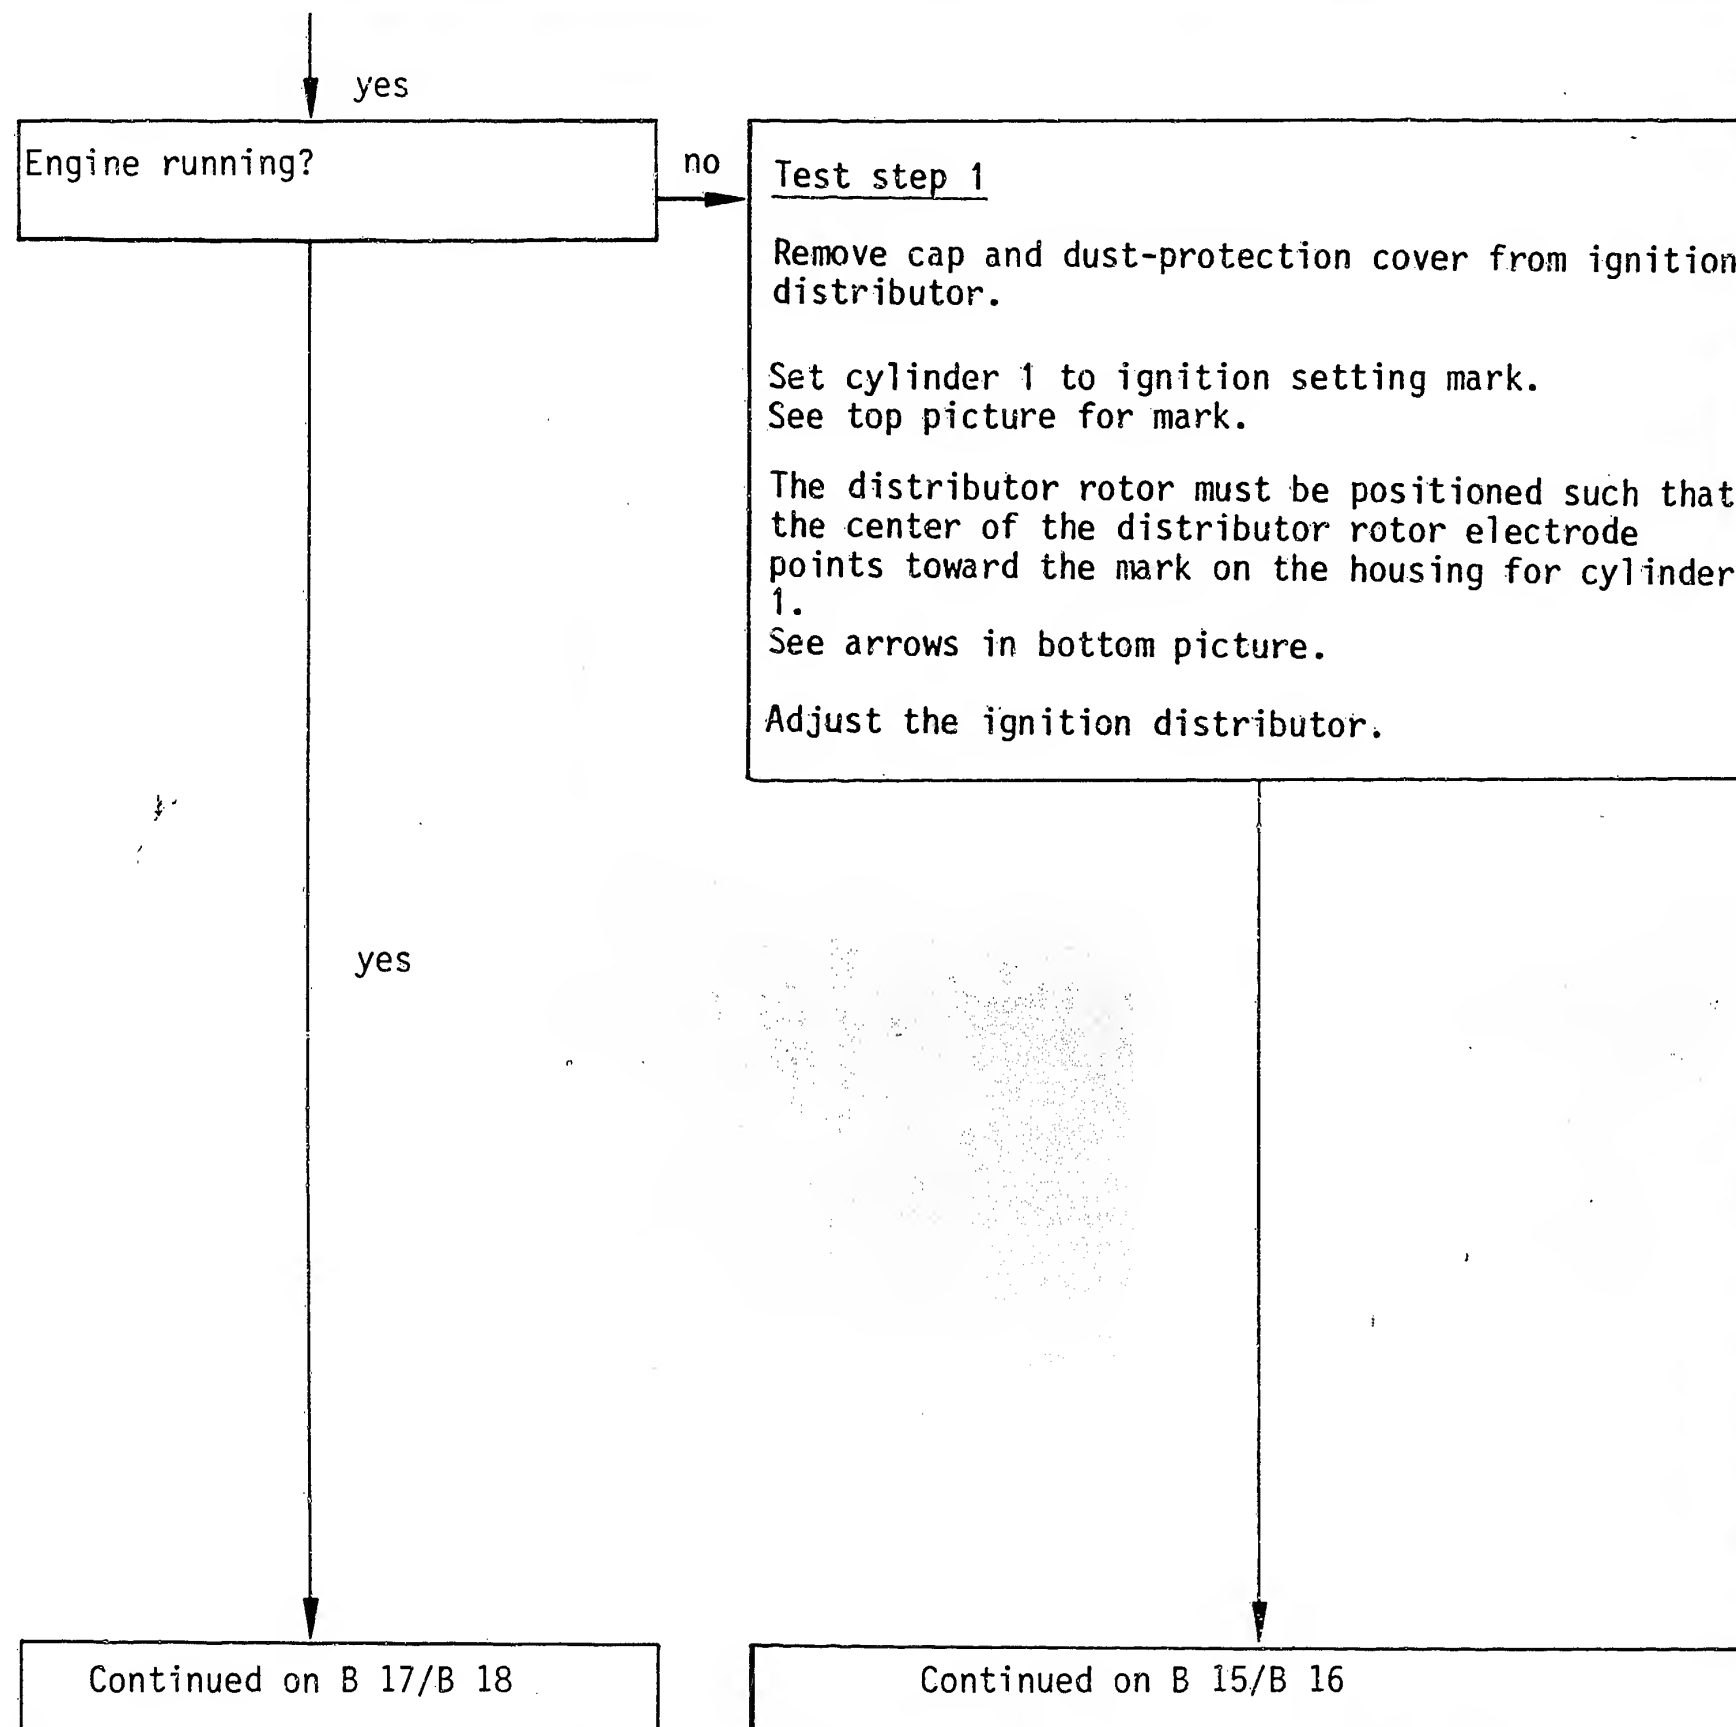 yes
Engine running?
no
Test step 1
Remove cap and dust-protection cover from ignition
distributor.
Set cylinder 1 to ignition setting mark.
See top picture for mark.
The distributor rotor must be positioned such that
the center of the distributor rotor electrode
points toward the mark on the housing for cylinder
1.
See arrows in bottom picture.
Adjust the ignition distributor.
yes
Continued on B 17/B 18
Continued on B 15/B 16